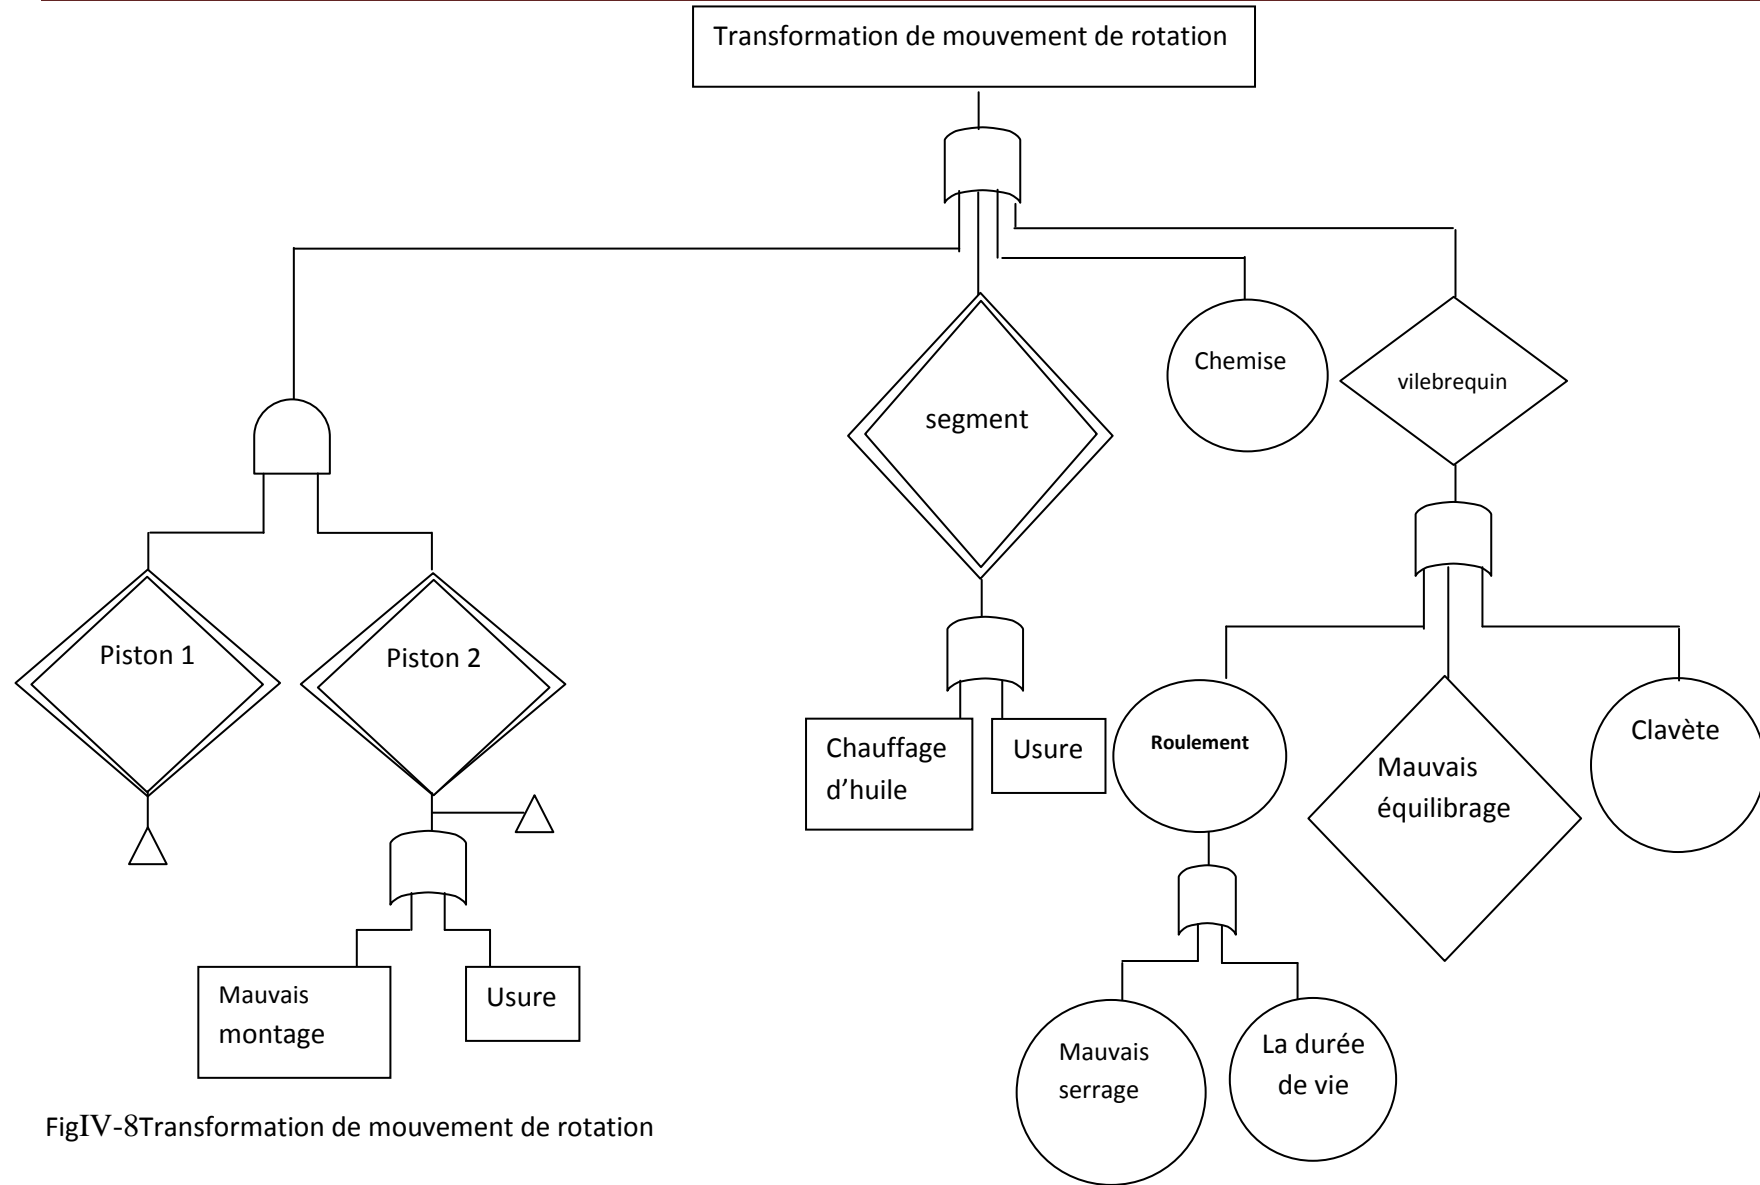 Transformation de mouvement de rotation
Chemise
vilebrequin
segment
Piston 1
Piston 2
Chauffage
d’huile
Usure
Roulement
Mauvais
équilibrage
Clavète
Mauvais
montage
Usure
Mauvais
serrage
La durée
de vie
FigIV-8Transformation de mouvement de rotation